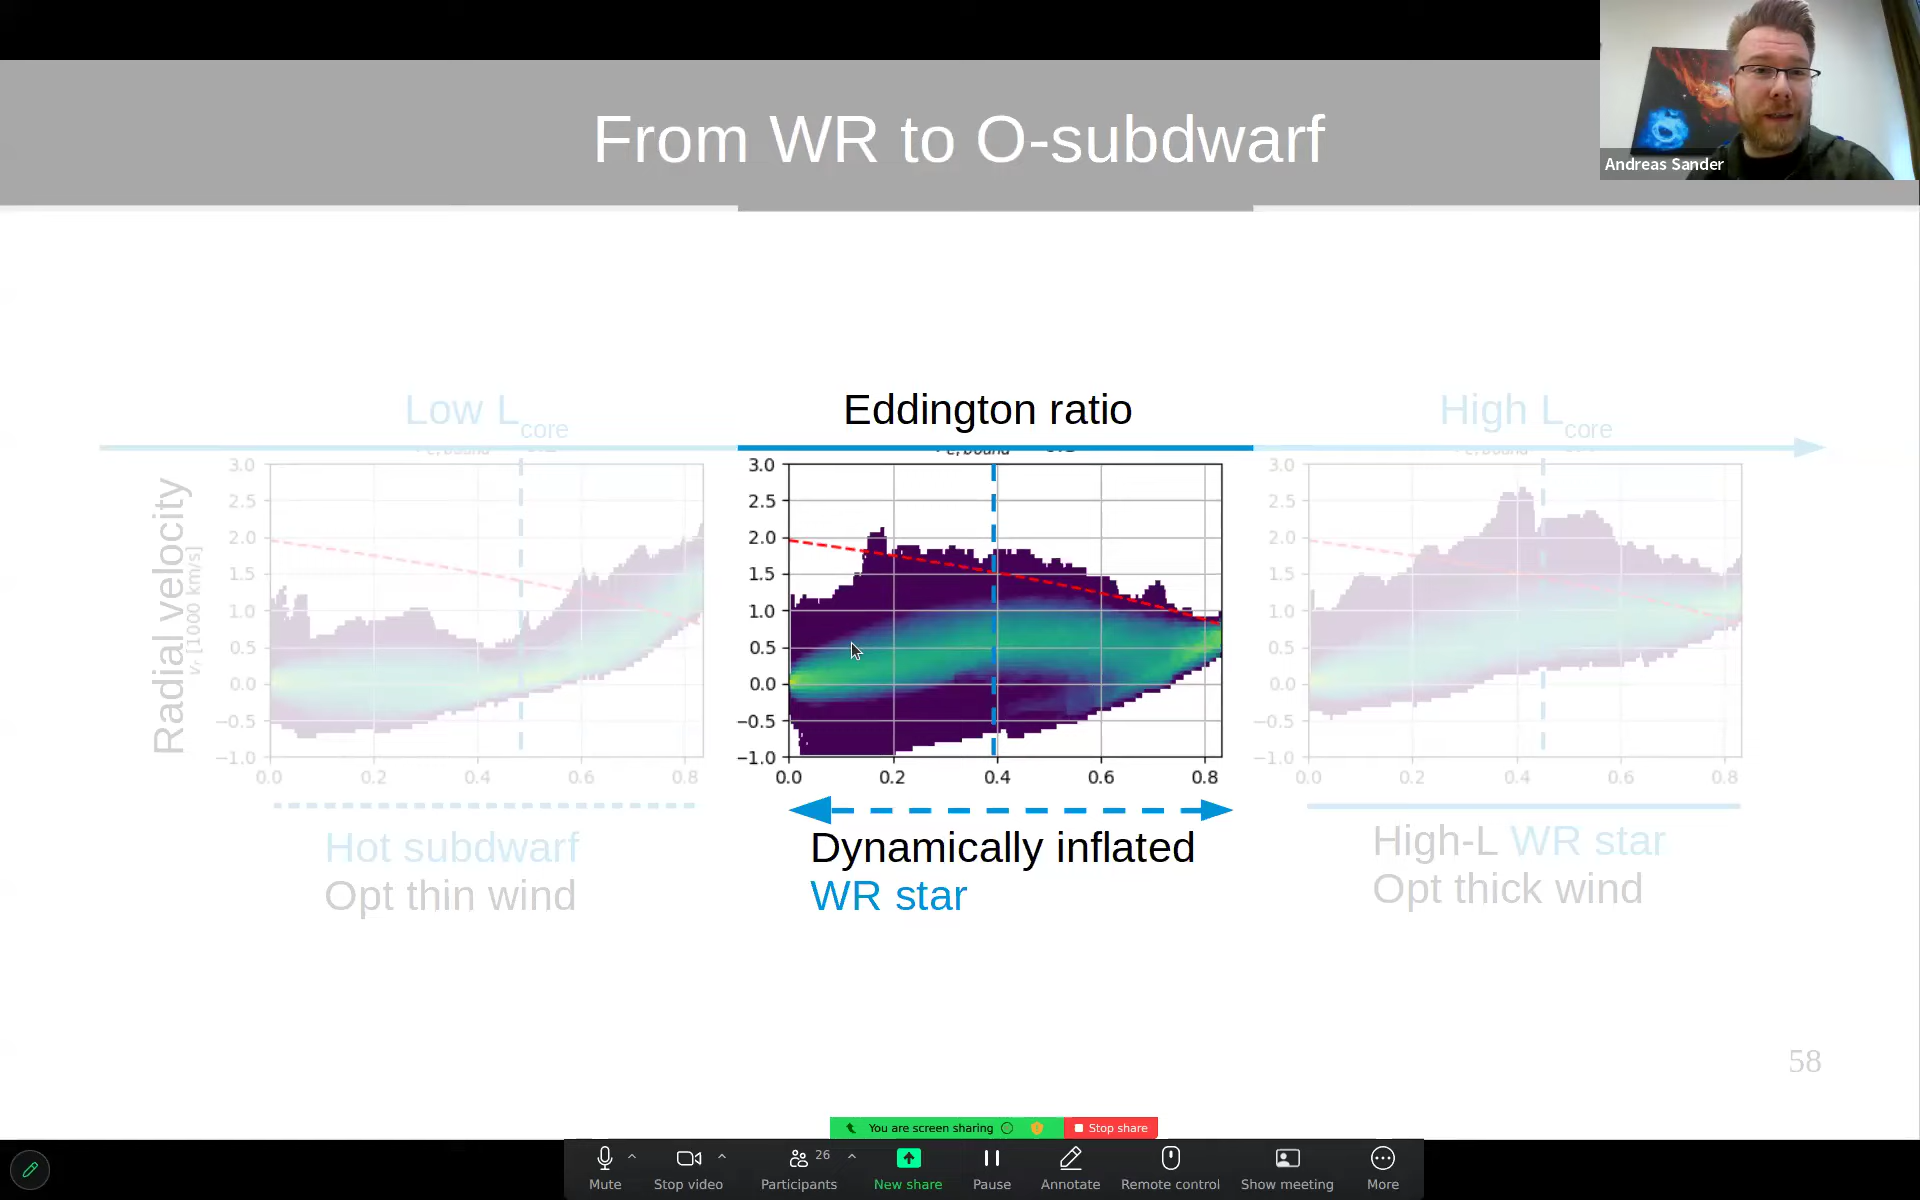 From WR to O-subdwarf
Andreas Sander
Low Lcore
Eddington ratio
High Lcore
Radial velocity
vr [1000 km/s]
3.0
2.5
2.0
1.5
1.0
0.5
0.0
−0.5
−1.0
0.0 0.2 0.4 0.6 0.8
3.0
2.5
2.0
1.5
1.0
0.5
0.0
−0.5
−1.0
0.0 0.2 0.4 0.6 0.8
3.0
2.5
2.0
1.5
1.0
0.5
0.0
−0.5
−1.0
0.0 0.2 0.4 0.6 0.8
Hot subdwarf
Opt thin wind
Dynamically inflated
WR star
High-L WR star
Opt thick wind
58
You are screen sharing
Stop share
26
Mute
Stop video
Participants
New share
Pause
Annotate
Remote control
Show meeting
More